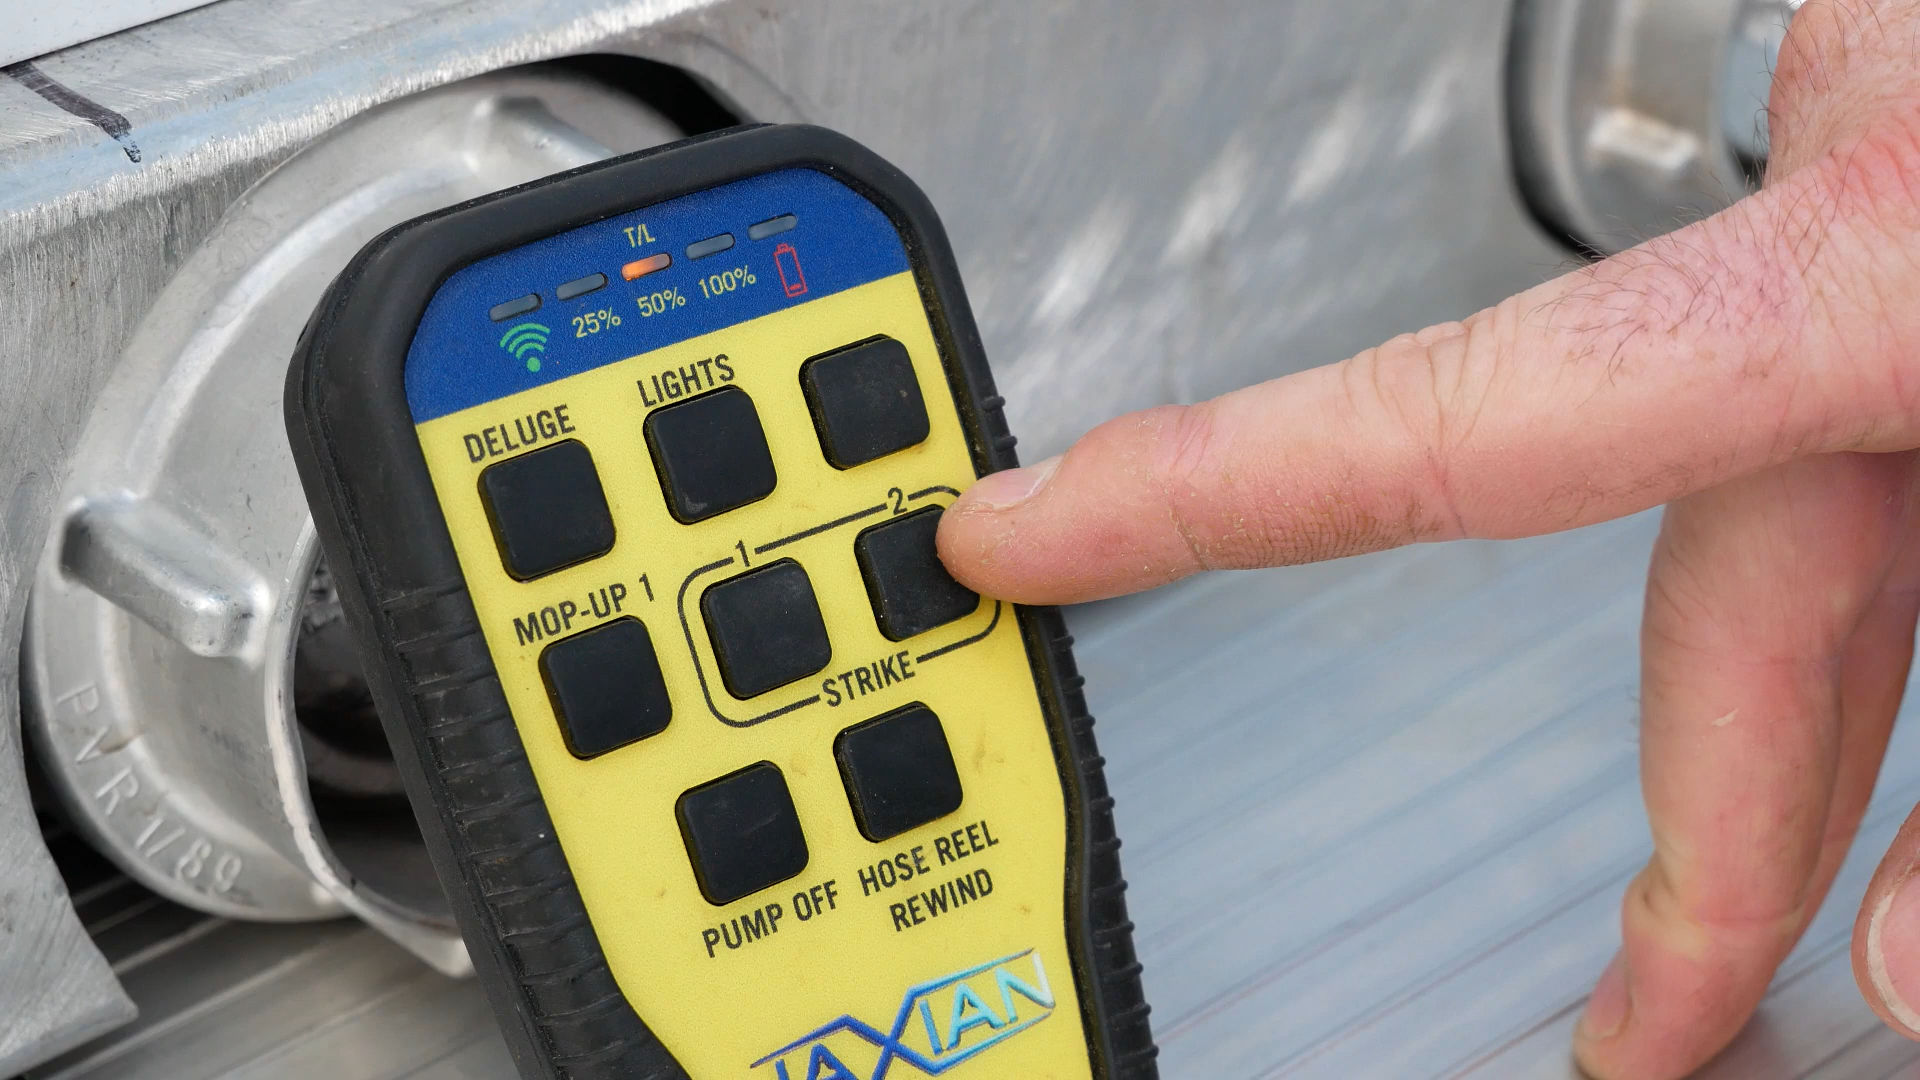 T/L
25% 50% 100%
DELUGE LIGHTS
1 2
MOP-UP 1
STRIKE
PUMP OFF
HOSE REEL
REWIND
JAXIAN
PVR 1/89